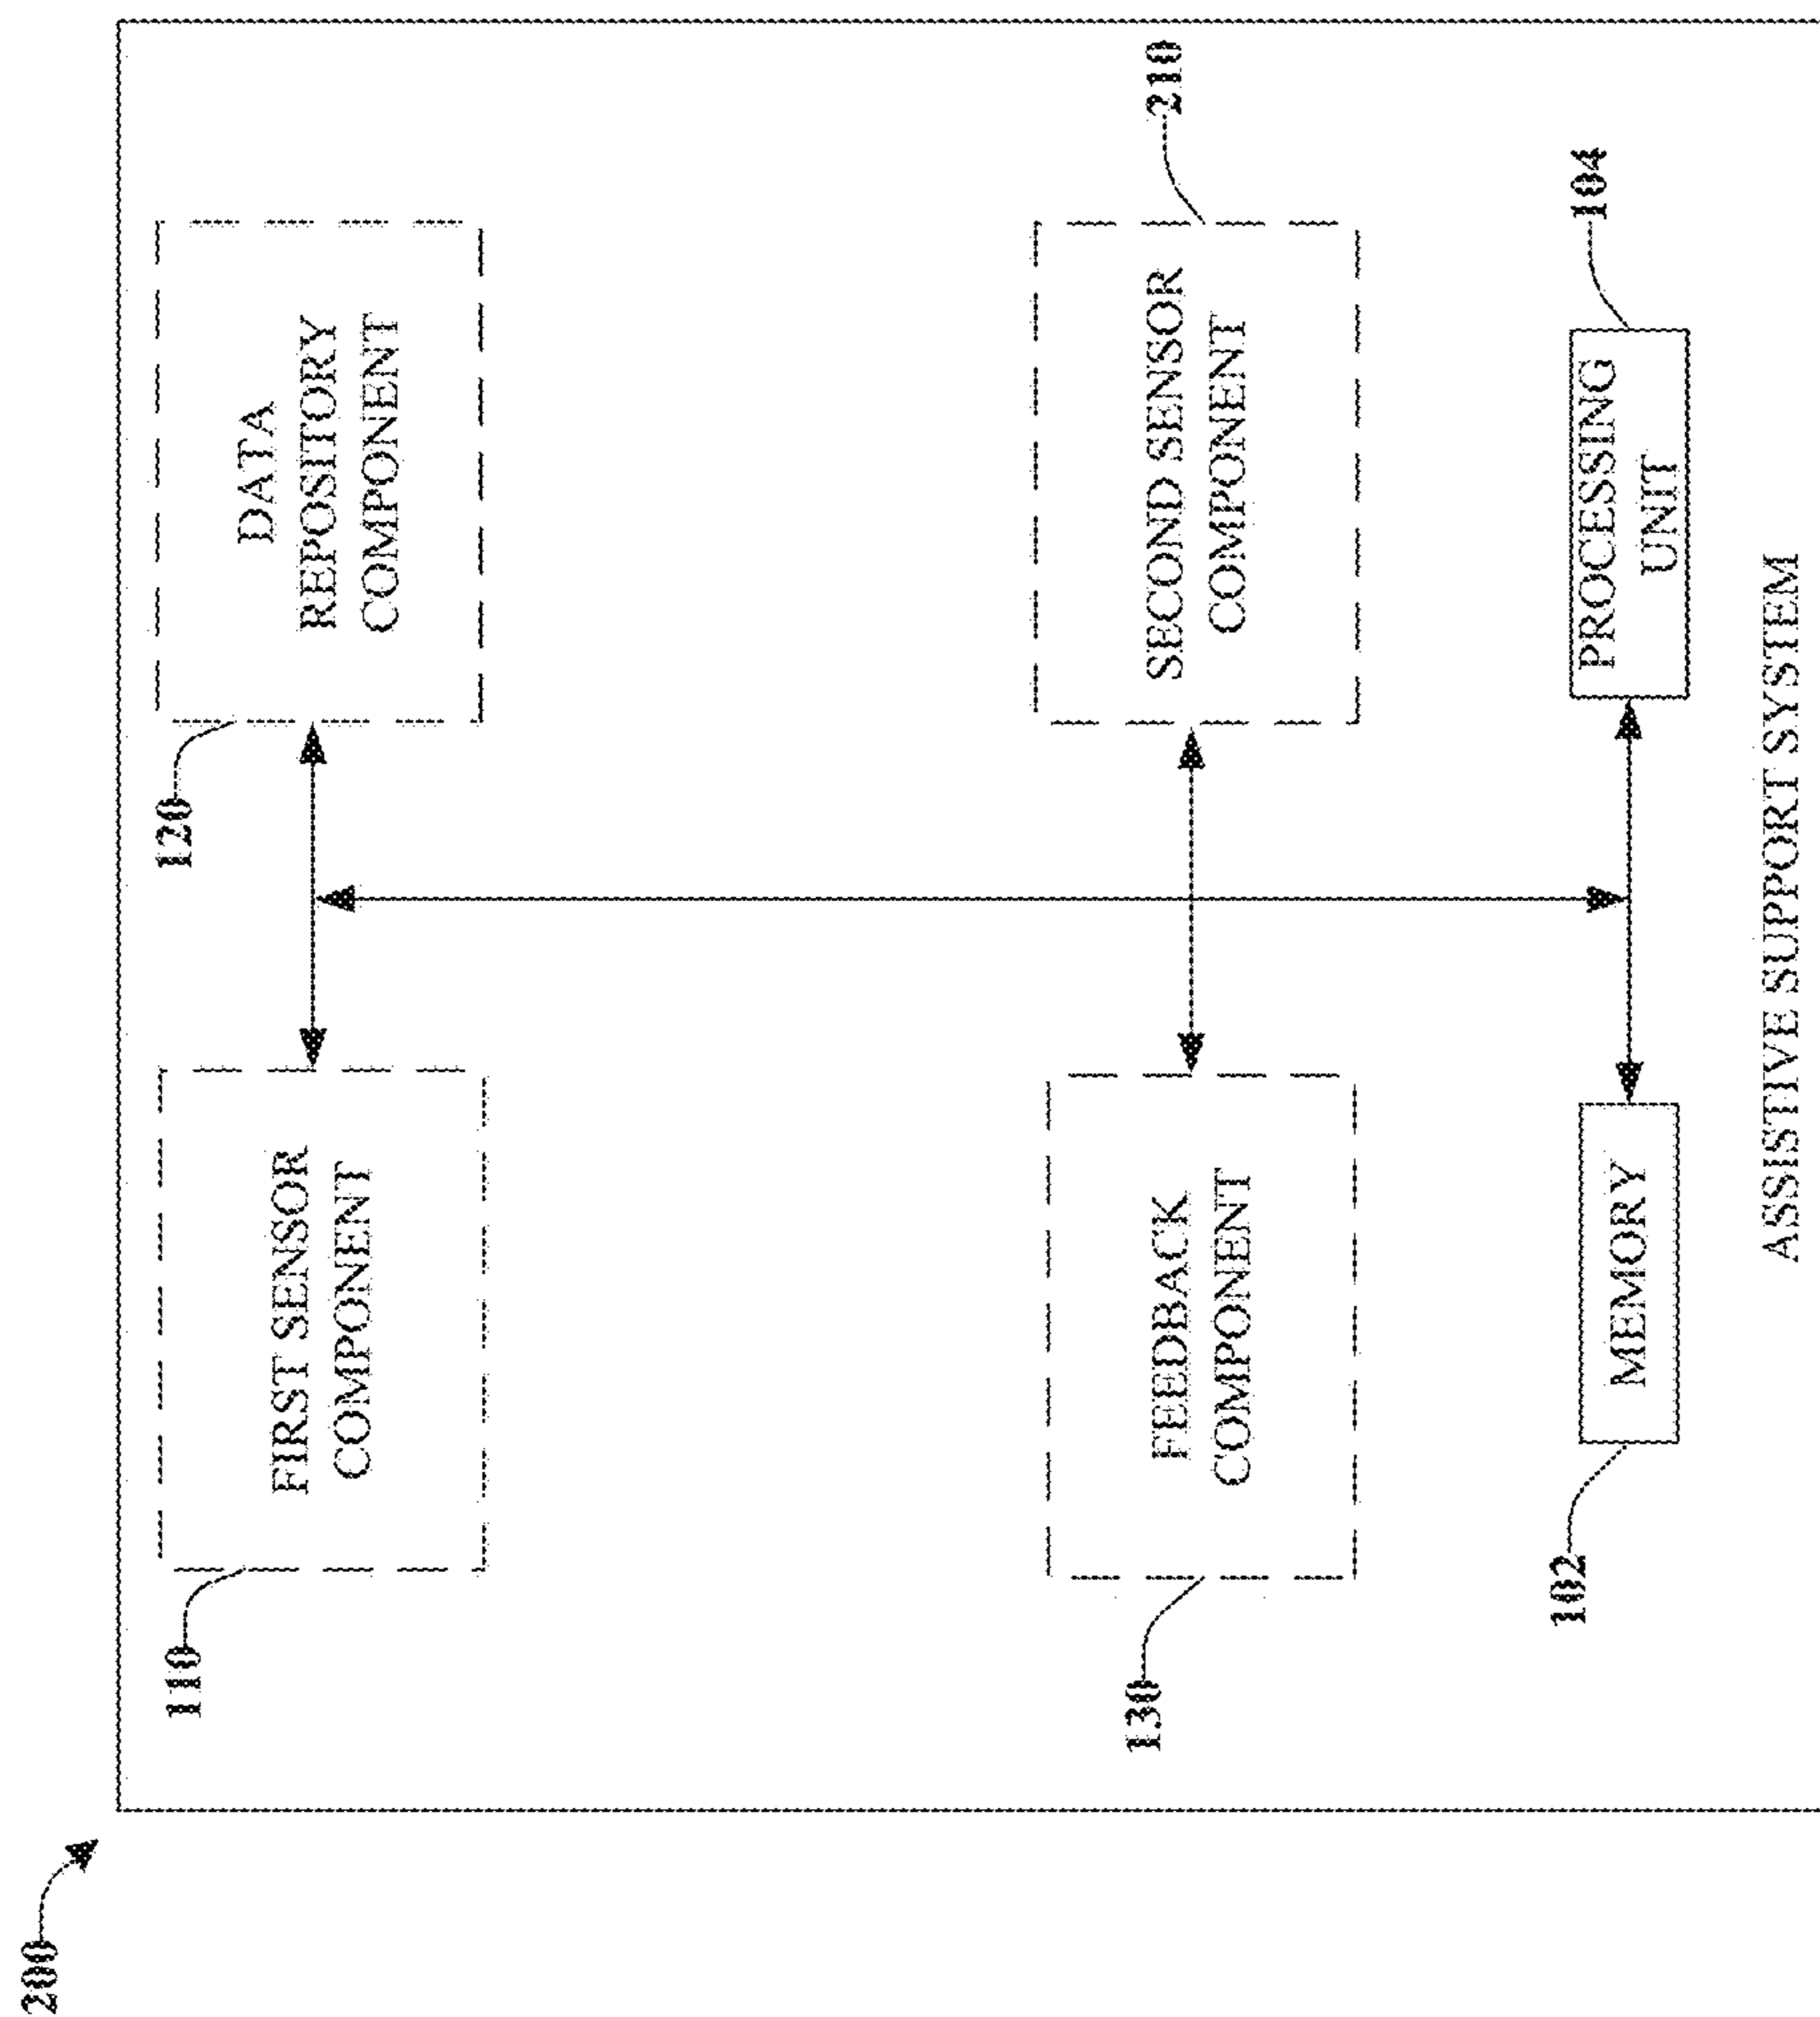 200
110
FIRST SENSOR
COMPONENT
120
DATA
REPOSITORY
COMPONENT
130
FEEDBACK
COMPONENT
210
SECOND SENSOR
COMPONENT
102
MEMORY
104
PROCESSING
UNIT
ASSISTIVE SUPPORT SYSTEM